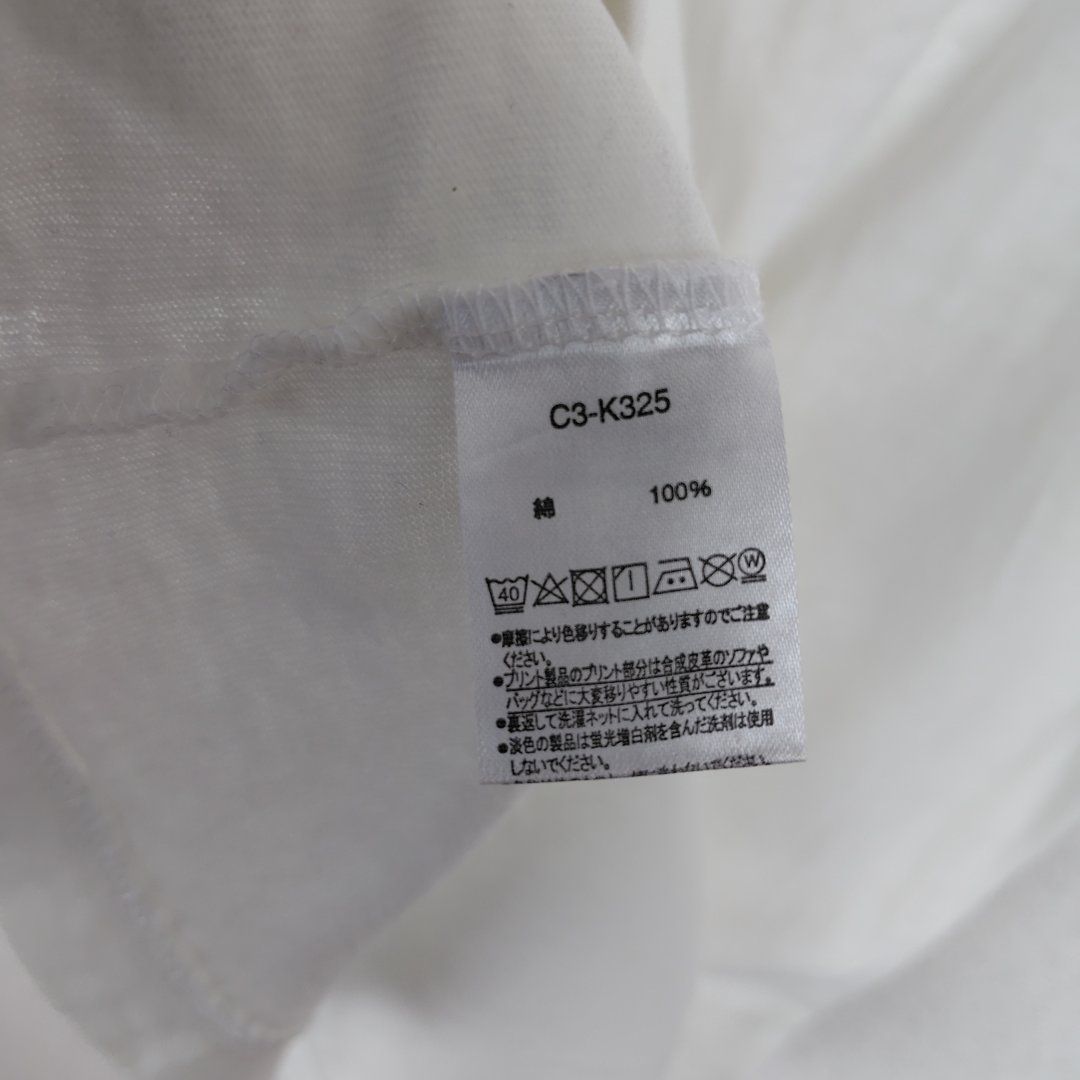 C3-K325
綿 100%
40 W
●摩擦により色移りすることがありますのでご注意
ください。
●プリント製品のプリント部分は合成皮革のソファや
バッグなどに大変移りやすい性質がございます。
●裏返して洗濯ネットに入れて洗ってください。
●淡色の製品は蛍光増白剤を含んだ洗剤は使用
しないでください。